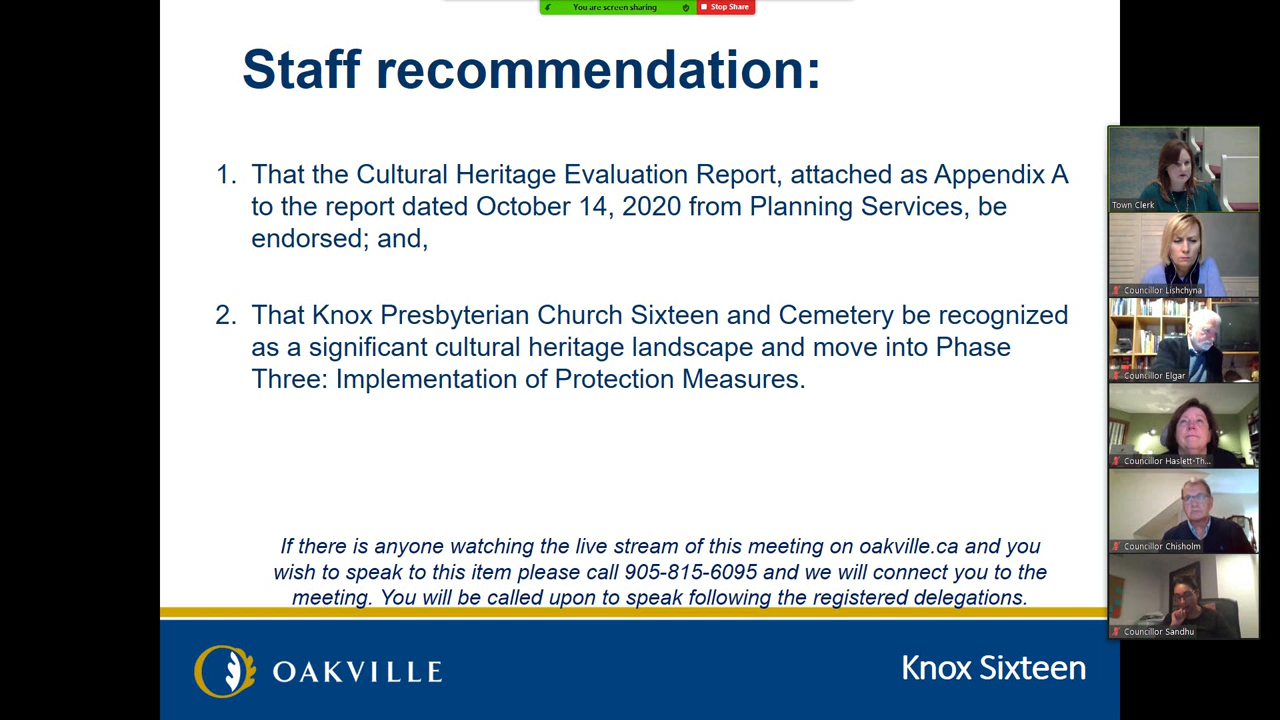 You are screen sharing
Stop Share
Staff recommendation:
1. That the Cultural Heritage Evaluation Report, attached as Appendix A
to the report dated October 14, 2020 from Planning Services, be
endorsed; and,
2. That Knox Presbyterian Church Sixteen and Cemetery be recognized
as a significant cultural heritage landscape and move into Phase
Three: Implementation of Protection Measures.
If there is anyone watching the live stream of this meeting on oakville.ca and you
wish to speak to this item please call 905-815-6095 and we will connect you to the
meeting. You will be called upon to speak following the registered delegations.
OAKVILLE
Knox Sixteen
Town Clerk
Councillor Lishchyna
Councillor Elgar
Councillor Haslett-Th...
Councillor Chisholm
Councillor Sandhu